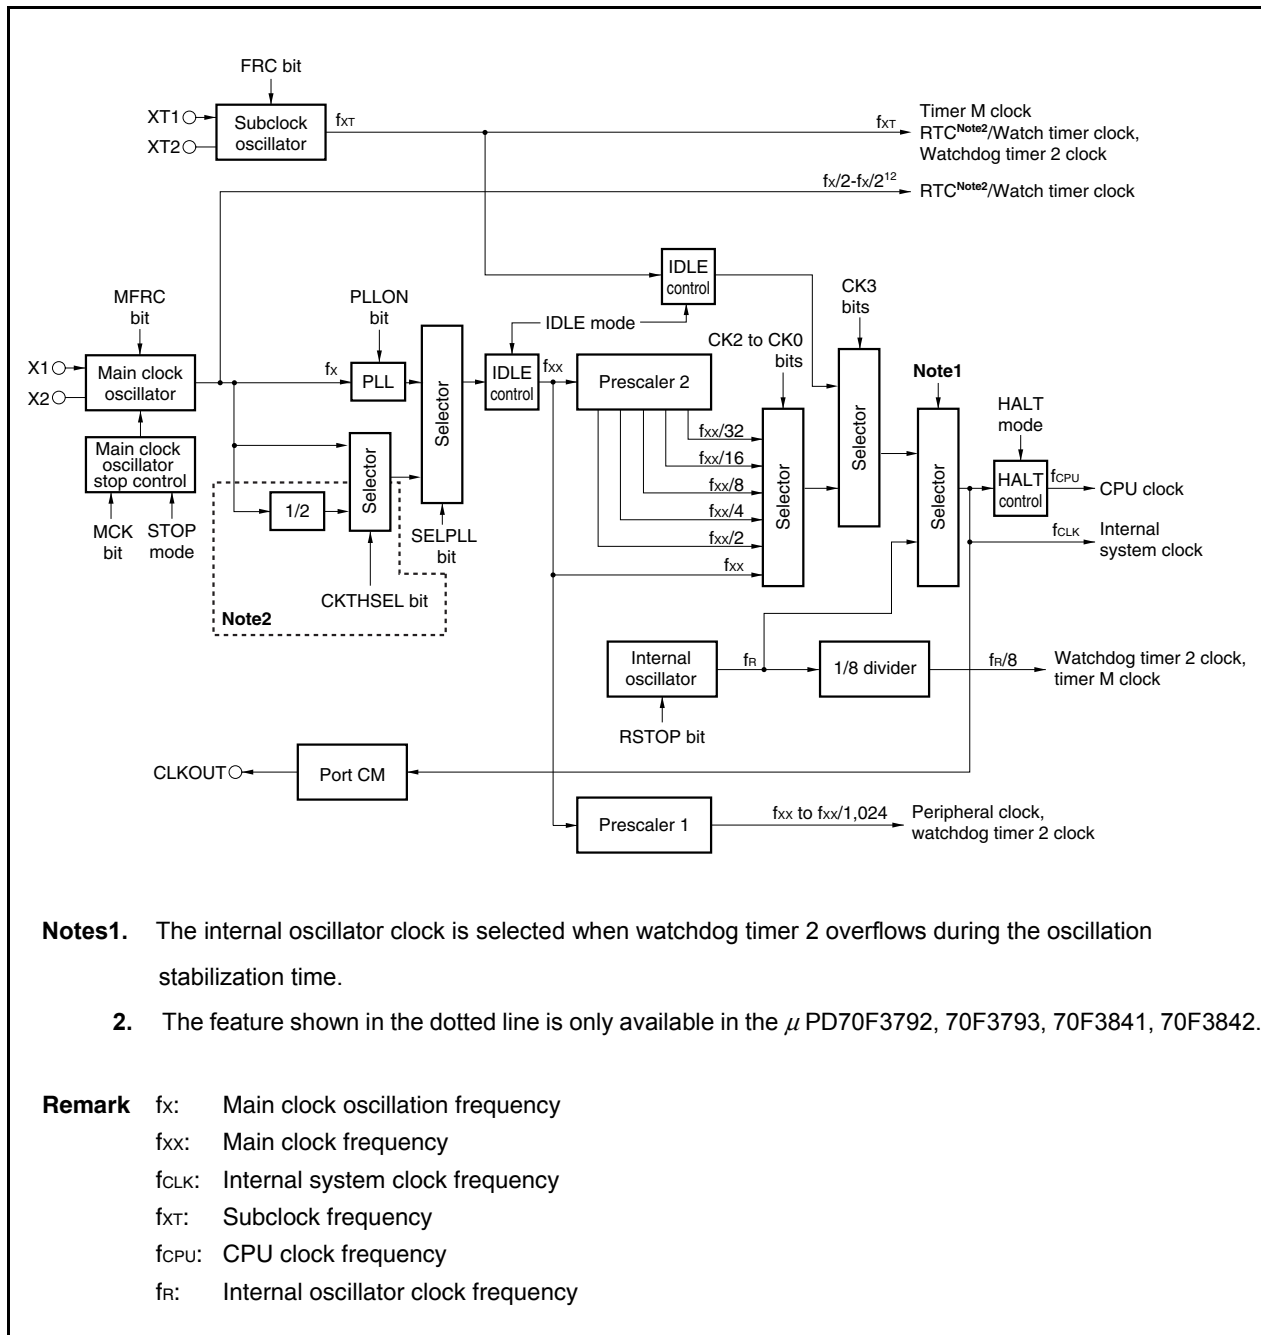 FRC bit
XT1
XT2
Subclock
oscillator
fXT
fXT
Timer M clock
RTCNote2/Watch timer clock,
Watchdog timer 2 clock
fX/2-fX/2¹²
RTCNote2/Watch timer clock
IDLE
control
MFRC
bit
PLLON
bit
IDLE mode
CK3
bits
CK2 to CK0
bits
X1
X2
Main clock
oscillator
fX
PLL
Selector
IDLE
control
fXX
Prescaler 2
Selector
Note1
HALT
mode
Main clock
oscillator
stop control
Selector
fXX/32
fXX/16
fXX/8
fXX/4
fXX/2
fXX
Selector
Selector
HALT
control
fCPU
CPU clock
fCLK
Internal
system clock
MCK
bit
STOP
mode
1/2
SELPLL
bit
CKTHSEL bit
Note2
Internal
oscillator
fR
1/8 divider
fR/8
Watchdog timer 2 clock,
timer M clock
RSTOP bit
CLKOUT
Port CM
Prescaler 1
fXX to fXX/1,024
Peripheral clock,
watchdog timer 2 clock
Notes1. The internal oscillator clock is selected when watchdog timer 2 overflows during the oscillation
stabilization time.
2. The feature shown in the dotted line is only available in the μ PD70F3792, 70F3793, 70F3841, 70F3842.
Remark fX: Main clock oscillation frequency
fXX: Main clock frequency
fCLK: Internal system clock frequency
fXT: Subclock frequency
fCPU: CPU clock frequency
fR: Internal oscillator clock frequency